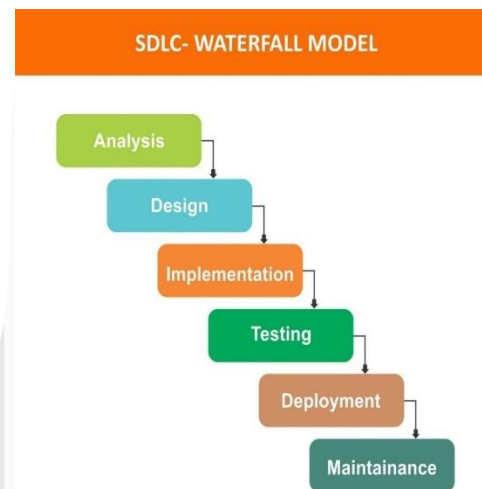 SDLC- WATERFALL MODEL
Analysis
Design
Implementation
Testing
Deployment
Maintainance